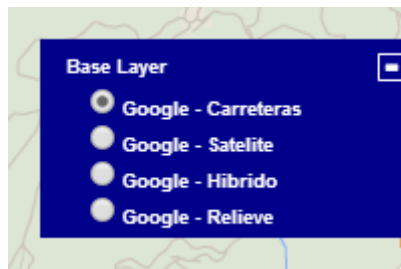 Base Layer
Google - Carreteras
Google - Satelite
Google - Hibrido
Google - Relieve